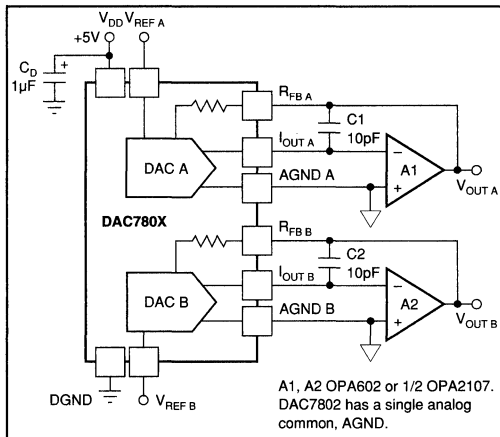 V_DD V_REF A
+5V
C_D
1µF
+
R_FB A
C1
10pF
I_OUT A
DAC A
AGND A
−
+
A1
V_OUT A
DAC780X
R_FB B
C2
10pF
I_OUT B
DAC B
AGND B
−
+
A2
V_OUT B
DGND
V_REF B
A1, A2 OPA602 or 1/2 OPA2107.
DAC7802 has a single analog
common, AGND.